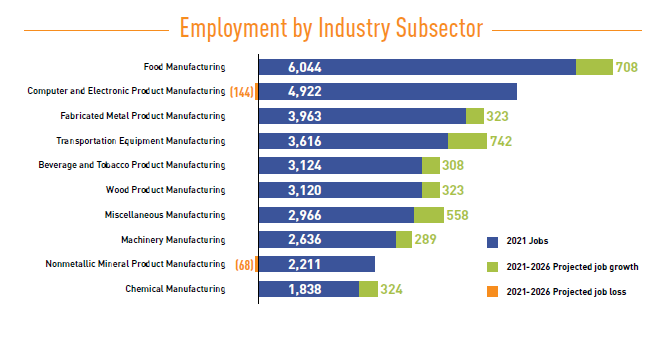 Employment by Industry Subsector
Food Manufacturing 6,044 708
Computer and Electronic Product Manufacturing (144) 4,922
Fabricated Metal Product Manufacturing 3,963 323
Transportation Equipment Manufacturing 3,616 742
Beverage and Tobacco Product Manufacturing 3,124 308
Wood Product Manufacturing 3,120 323
Miscellaneous Manufacturing 2,966 558
Machinery Manufacturing 2,636 289
Nonmetallic Mineral Product Manufacturing (68) 2,211
Chemical Manufacturing 1,838 324
2021 Jobs
2021-2026 Projected job growth
2021-2026 Projected job loss